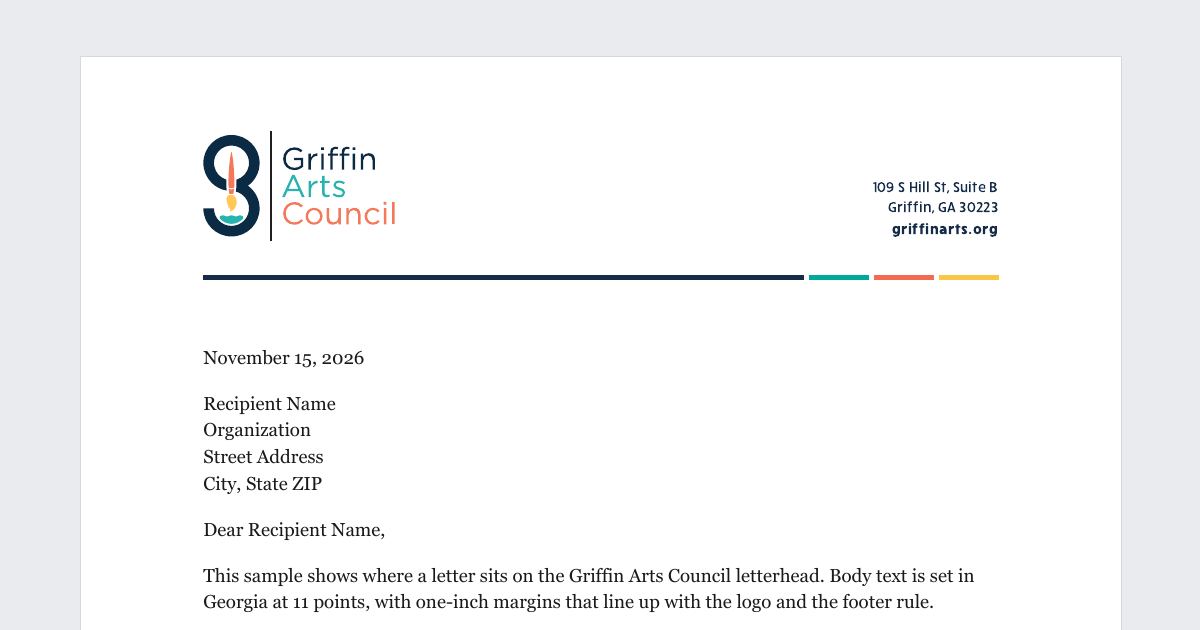 Griffin
Arts
Council
109 S Hill St, Suite B
Griffin, GA 30223
griffinarts.org
November 15, 2026
Recipient Name
Organization
Street Address
City, State ZIP
Dear Recipient Name,
This sample shows where a letter sits on the Griffin Arts Council letterhead. Body text is set in
Georgia at 11 points, with one-inch margins that line up with the logo and the footer rule.